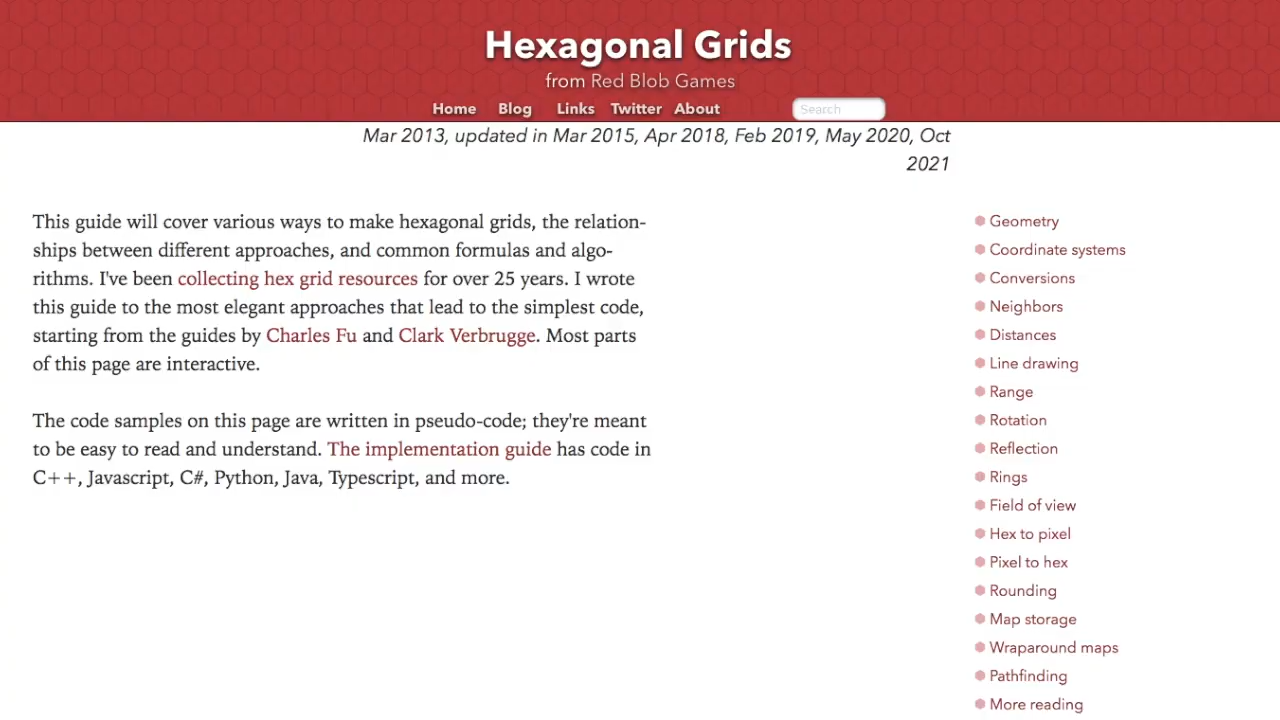 Hexagonal Grids
from Red Blob Games
Home Blog Links Twitter About Search
Mar 2013, updated in Mar 2015, Apr 2018, Feb 2019, May 2020, Oct
2021
This guide will cover various ways to make hexagonal grids, the relation-
ships between different approaches, and common formulas and algo-
rithms. I've been collecting hex grid resources for over 25 years. I wrote
this guide to the most elegant approaches that lead to the simplest code,
starting from the guides by Charles Fu and Clark Verbrugge. Most parts
of this page are interactive.
The code samples on this page are written in pseudo-code; they're meant
to be easy to read and understand. The implementation guide has code in
C++, Javascript, C#, Python, Java, Typescript, and more.
Geometry
Coordinate systems
Conversions
Neighbors
Distances
Line drawing
Range
Rotation
Reflection
Rings
Field of view
Hex to pixel
Pixel to hex
Rounding
Map storage
Wraparound maps
Pathfinding
More reading